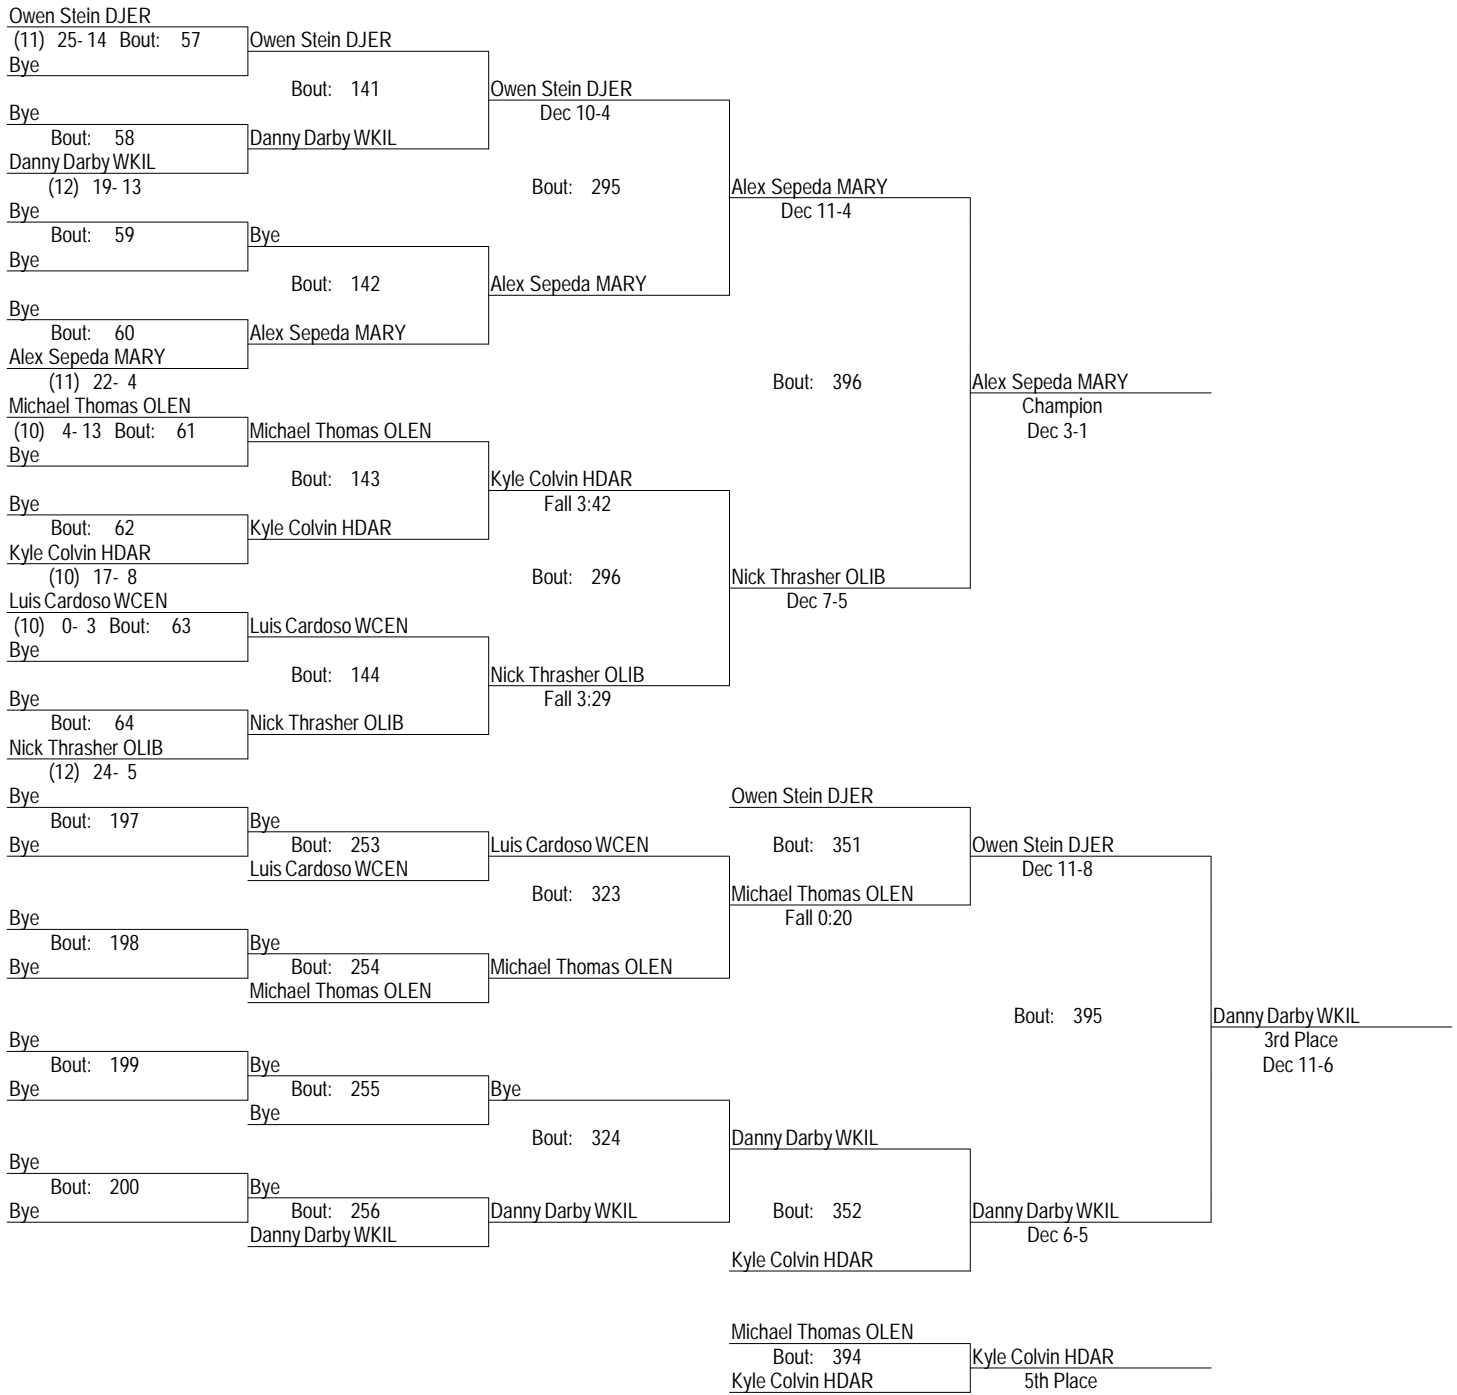 Owen Stein DJER
(11) 25- 14 Bout: 57 Owen Stein DJER
Bye
Bout: 141 Owen Stein DJER
Bye Dec 10-4
Bout: 58 Danny Darby WKIL
Danny Darby WKIL
(12) 19- 13 Bout: 295 Alex Sepeda MARY
Bye Dec 11-4
Bout: 59 Bye
Bye
Bout: 142 Alex Sepeda MARY
Bye
Bout: 60 Alex Sepeda MARY
Alex Sepeda MARY
(11) 22- 4 Bout: 396 Alex Sepeda MARY
Michael Thomas OLEN Champion
(10) 4- 13 Bout: 61 Michael Thomas OLEN Dec 3-1
Bye
Bout: 143 Kyle Colvin HDAR
Bye Fall 3:42
Bout: 62 Kyle Colvin HDAR
Kyle Colvin HDAR
(10) 17- 8 Bout: 296 Nick Thrasher OLIB
Luis Cardoso WCEN Dec 7-5
(10) 0- 3 Bout: 63 Luis Cardoso WCEN
Bye
Bout: 144 Nick Thrasher OLIB
Bye Fall 3:29
Bout: 64 Nick Thrasher OLIB
Nick Thrasher OLIB
(12) 24- 5
Bye Owen Stein DJER
Bout: 197 Bye
Bye Bout: 253 Luis Cardoso WCEN Bout: 351 Owen Stein DJER
Luis Cardoso WCEN Dec 11-8
Bout: 323 Michael Thomas OLEN
Bye Fall 0:20
Bout: 198 Bye
Bye Bout: 254 Michael Thomas OLEN
Michael Thomas OLEN
Bout: 395 Danny Darby WKIL
Bye 3rd Place
Bout: 199 Bye Dec 11-6
Bye Bout: 255 Bye
Bye
Bout: 324 Danny Darby WKIL
Bye
Bout: 200 Bye
Bye Bout: 256 Danny Darby WKIL Bout: 352 Danny Darby WKIL
Danny Darby WKIL Dec 6-5
Kyle Colvin HDAR
Michael Thomas OLEN
Bout: 394 Kyle Colvin HDAR
Kyle Colvin HDAR 5th Place